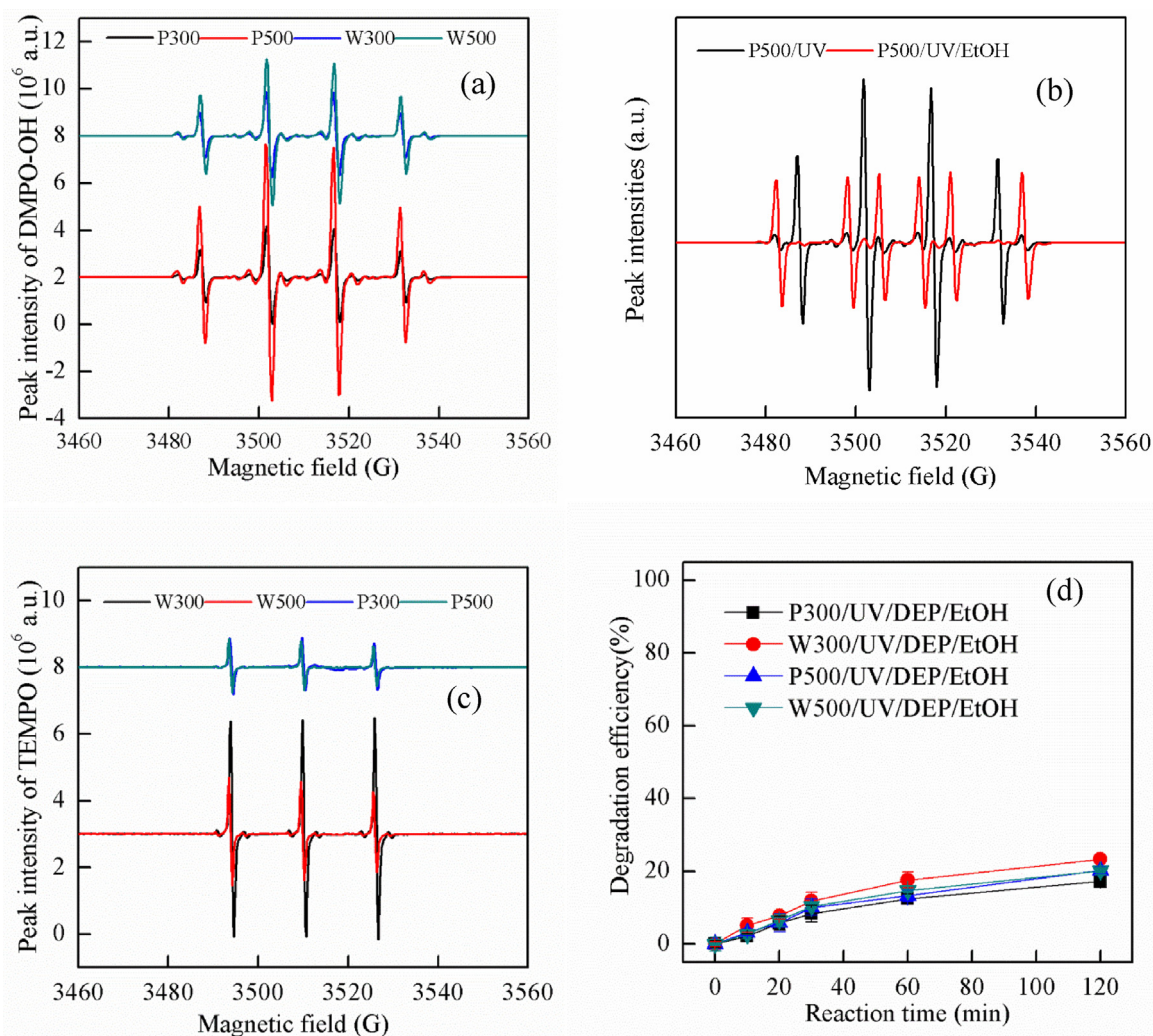 P300 P500 W300 W500
(a)
Peak intensity of DMPO-OH (10⁶ a.u.)
12
10
8
6
4
2
0
-2
-4
3460 3480 3500 3520 3540 3560
Magnetic field (G)
P500/UV P500/UV/EtOH
(b)
Peak intensities (a.u.)
3460 3480 3500 3520 3540 3560
Magnetic field (G)
W300 W500 P300 P500
(c)
Peak intensity of TEMPO (10⁶ a.u.)
10
8
6
4
2
0
3460 3480 3500 3520 3540 3560
Magnetic field (G)
(d)
P300/UV/DEP/EtOH
W300/UV/DEP/EtOH
P500/UV/DEP/EtOH
W500/UV/DEP/EtOH
Degradation efficiency(%)
100
80
60
40
20
0
0 20 40 60 80 100 120
Reaction time (min)